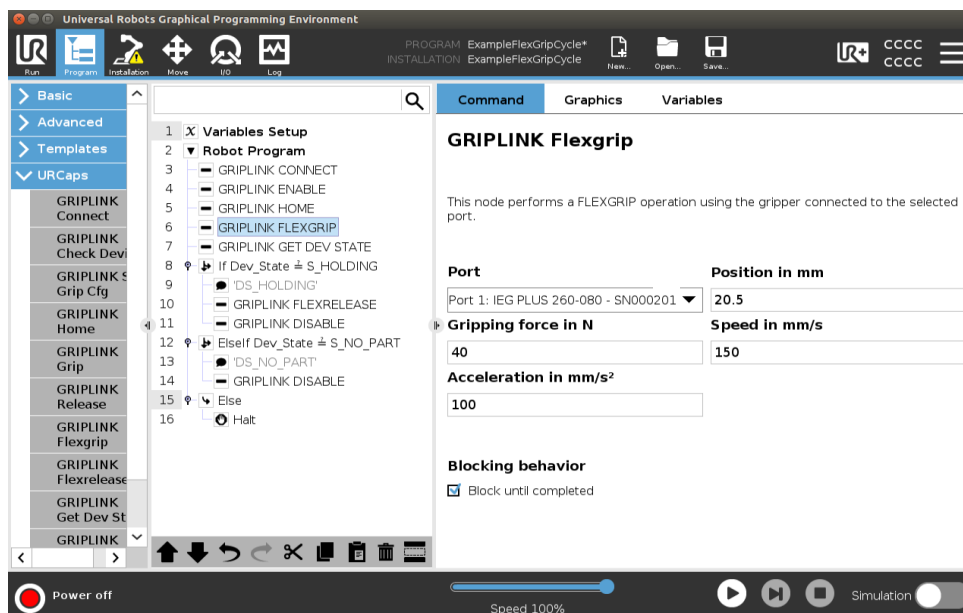 Universal Robots Graphical Programming Environment
UR
Run
Program
Installation
Move
I/O
Log
PROGRAM ExampleFlexGripCycle*
INSTALLATION ExampleFlexGripCycle
New...
Open...
Save...
UR+
CCCC
CCCC
Basic
Advanced
Templates
URCaps
GRIPLINK
Connect
GRIPLINK
Check Devi
GRIPLINK S
Grip Cfg
GRIPLINK
Home
GRIPLINK
Grip
GRIPLINK
Release
GRIPLINK
Flexgrip
GRIPLINK
Flexrelease
GRIPLINK
Get Dev St
GRIPLINK
1 X Variables Setup
2 Robot Program
3 GRIPLINK CONNECT
4 GRIPLINK ENABLE
5 GRIPLINK HOME
6 GRIPLINK FLEXGRIP
7 GRIPLINK GET DEV STATE
8 If Dev_State ≟ S_HOLDING
9 'DS_HOLDING'
10 GRIPLINK FLEXRELEASE
11 GRIPLINK DISABLE
12 ElseIf Dev_State ≟ S_NO_PART
13 'DS_NO_PART'
14 GRIPLINK DISABLE
15 Else
16 Halt
Command Graphics Variables
GRIPLINK Flexgrip
This node performs a FLEXGRIP operation using the gripper connected to the selected
port.
Port Position in mm
Port 1: IEG PLUS 260-080 - SN000201 20.5
Gripping force in N Speed in mm/s
40 150
Acceleration in mm/s²
100
Blocking behavior
Block until completed
Power off
Speed 100%
Simulation